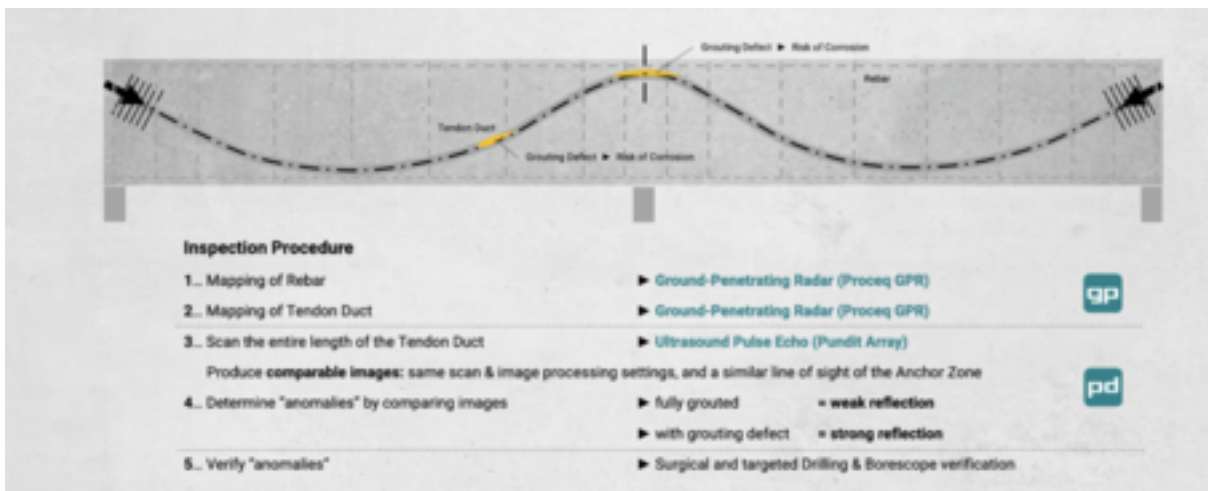 Grouting Defect ► Risk of Corrosion
Rebar
Tendon Duct
Grouting Defect ► Risk of Corrosion
Inspection Procedure
1... Mapping of Rebar ► Ground-Penetrating Radar (Proceq GPR)
gp
2... Mapping of Tendon Duct ► Ground-Penetrating Radar (Proceq GPR)
3... Scan the entire length of the Tendon Duct ► Ultrasound Pulse Echo (Pundit Array)
Produce comparable images: same scan & image processing settings, and a similar line of sight of the Anchor Zone
pd
4... Determine "anomalies" by comparing images ► fully grouted = weak reflection
► with grouting defect = strong reflection
5... Verify "anomalies" ► Surgical and targeted Drilling & Borescope verification